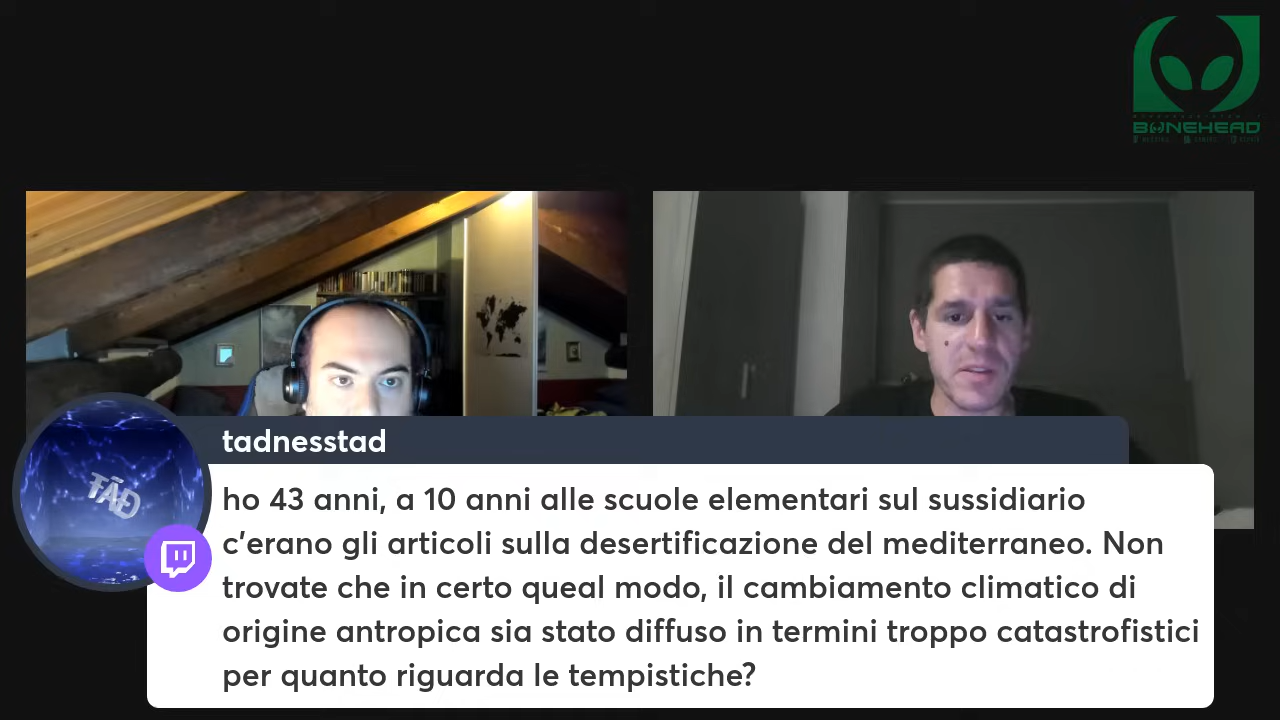 BONEHEAD
tadnesstad
TAD
ho 43 anni, a 10 anni alle scuole elementari sul sussidiario
c'erano gli articoli sulla desertificazione del mediterraneo. Non
trovate che in certo queal modo, il cambiamento climatico di
origine antropica sia stato diffuso in termini troppo catastrofistici
per quanto riguarda le tempistiche?